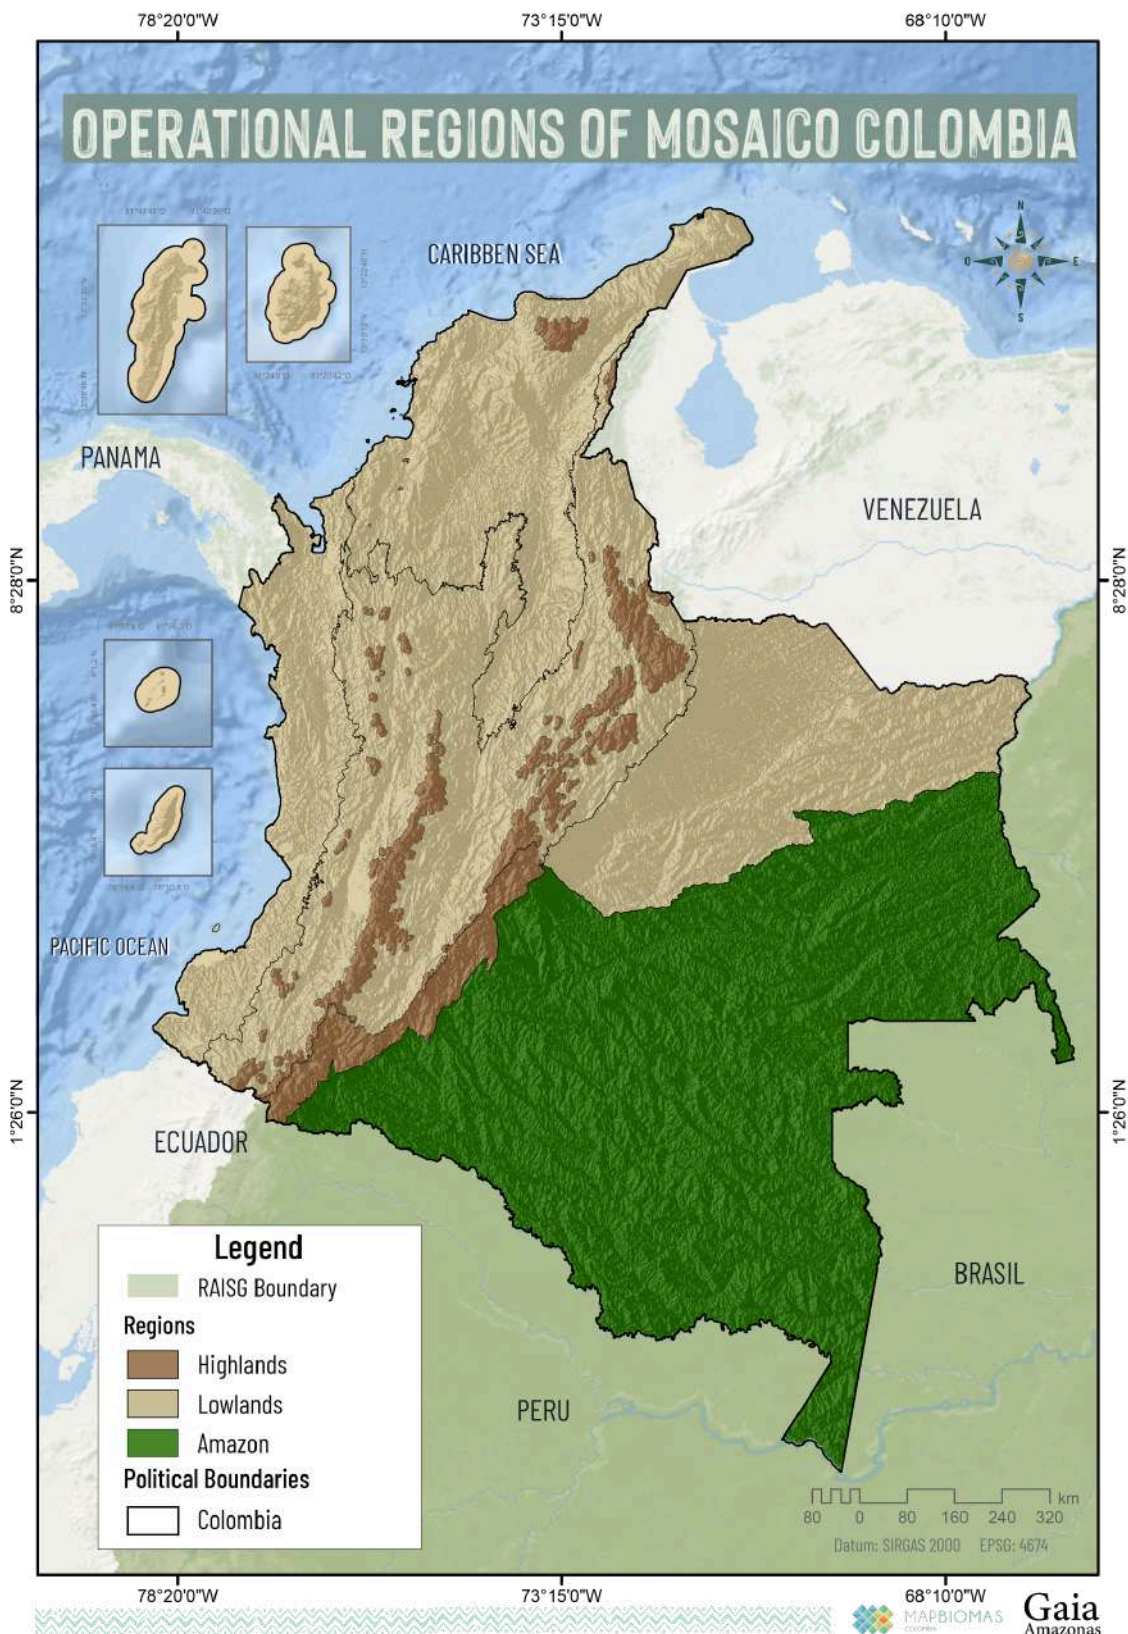 78°20'0"W 73°15'0"W 68°10'0"W
OPERATIONAL REGIONS OF MOSAICO COLOMBIA
N
CARIBBEN SEA
O E
S
PANAMA
VENEZUELA
8°28'0"N 8°28'0"N
PACIFIC OCEAN
1°26'0"N 1°26'0"N
ECUADOR
Legend
RAISG Boundary
BRASIL
Regions
Highlands
Lowlands
PERU
Amazon
Political Boundaries
Colombia
km
80 0 80 160 240 320
Datum: SIRGAS 2000 EPSG: 4674
78°20'0"W 73°15'0"W 68°10'0"W
MAPBIOMAS
COLOMBIA
Gaia
Amazonas